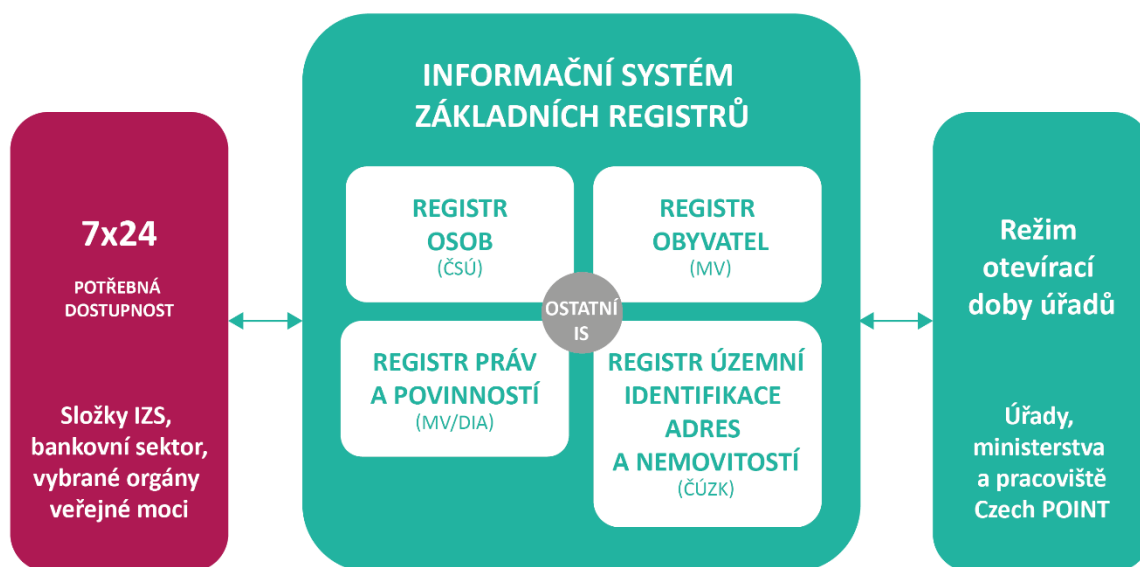 7x24
POTŘEBNÁ
DOSTUPNOST
Složky IZS,
bankovní sektor,
vybrané orgány
veřejné moci
INFORMAČNÍ SYSTÉM
ZÁKLADNÍCH REGISTRŮ
REGISTR
OSOB
(ČSÚ)
REGISTR
OBYVATEL
(MV)
OSTATNÍ
IS
REGISTR PRÁV
A POVINNOSTÍ
(MV/DIA)
REGISTR ÚZEMNÍ
IDENTIFIKACE
ADRES
A NEMOVITOSTÍ
(ČÚZK)
Režim
otevírací
doby úřadů
Úřady,
ministerstva
a pracoviště
Czech POINT